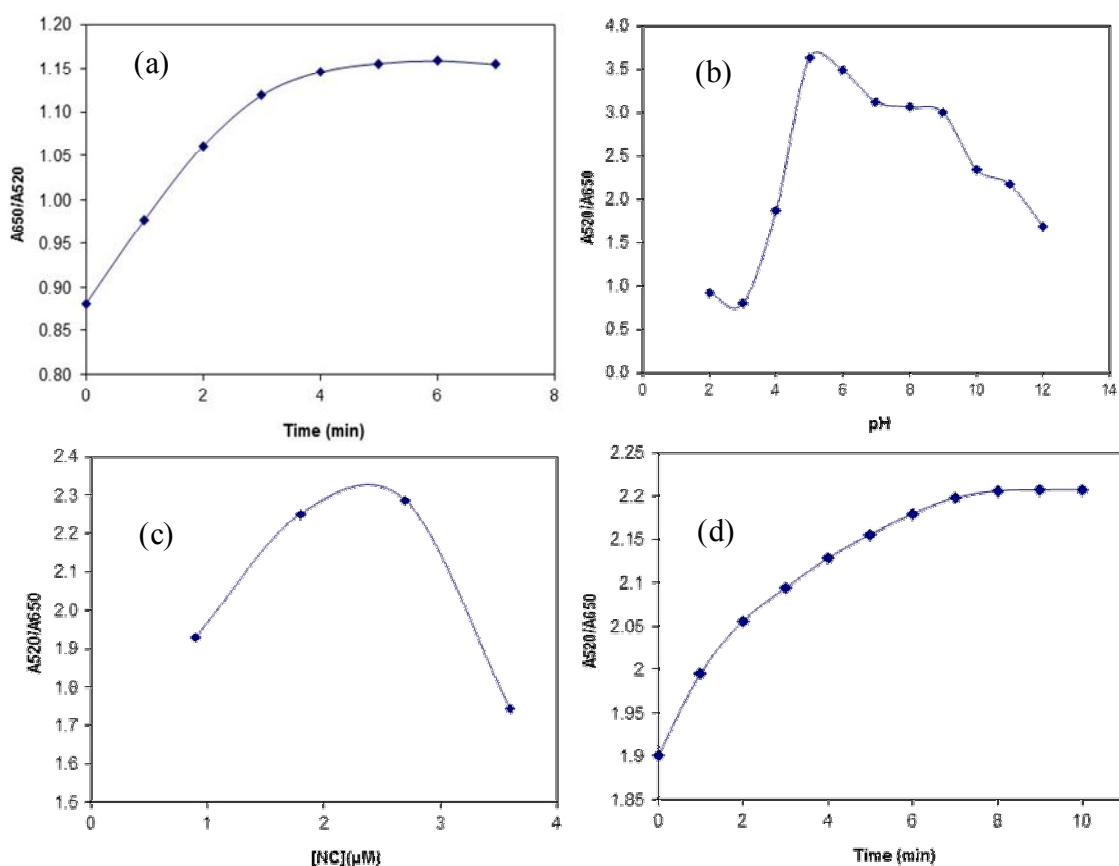 (a)
A650/A520
1.20
1.15
1.10
1.05
1.00
0.95
0.90
0.85
0.80
0 2 4 6 8
Time (min)
(b)
A520/A650
4.0
3.5
3.0
2.5
2.0
1.5
1.0
0.5
0.0
0 2 4 6 8 10 12 14
pH
(c)
A520/A650
2.4
2.3
2.2
2.1
2.0
1.9
1.8
1.7
1.6
1.5
0 1 2 3 4
[NC](µM)
(d)
A520/A650
2.25
2.2
2.15
2.1
2.05
2
1.95
1.9
1.85
0 2 4 6 8 10
Time (min)